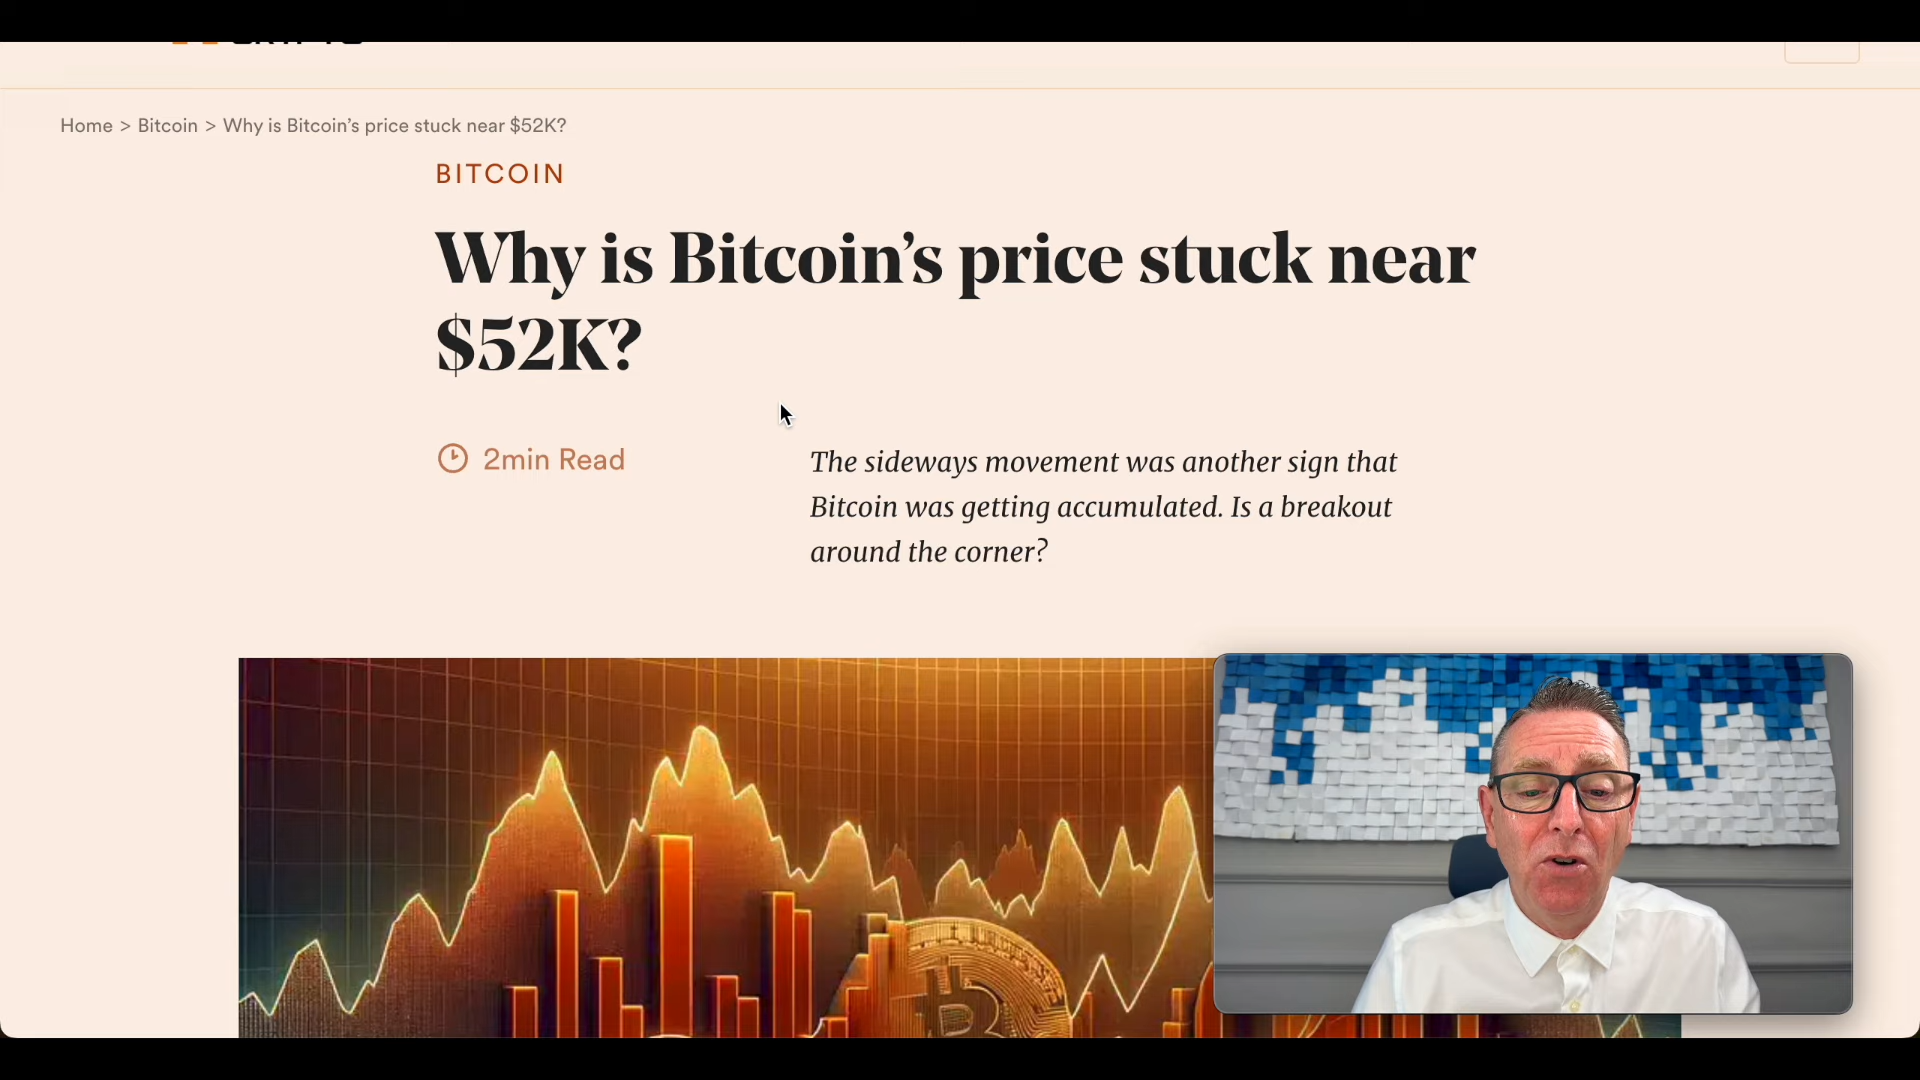 Home > Bitcoin > Why is Bitcoin’s price stuck near $52K?
BITCOIN
Why is Bitcoin’s price stuck near
$52K?
2min Read
The sideways movement was another sign that
Bitcoin was getting accumulated. Is a breakout
around the corner?